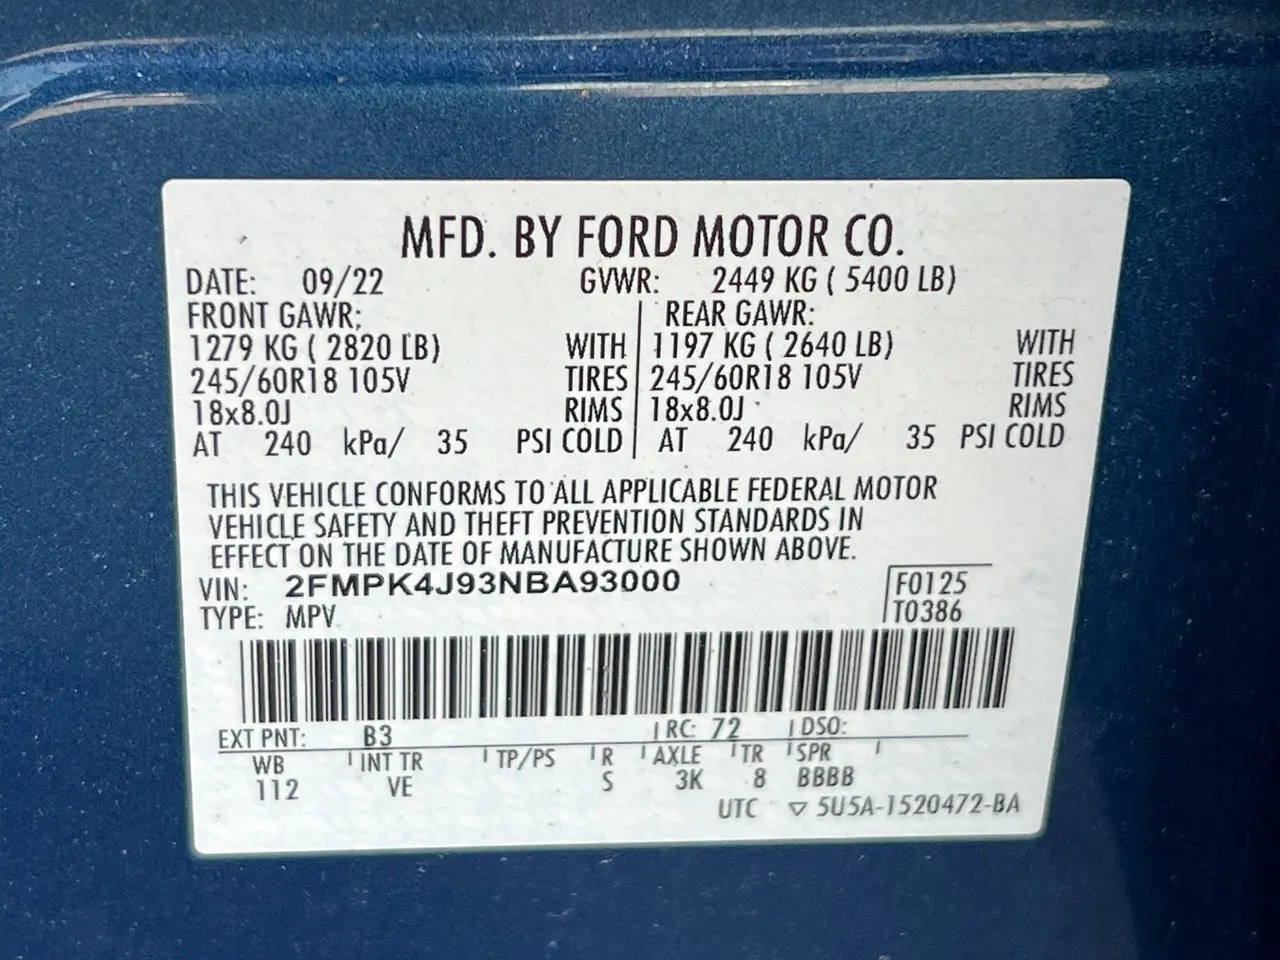 MFD. BY FORD MOTOR CO.
DATE: 09/22 GVWR: 2449 KG ( 5400 LB)
FRONT GAWR: REAR GAWR:
1279 KG ( 2820 LB) WITH 1197 KG ( 2640 LB) WITH
245/60R18 105V TIRES 245/60R18 105V TIRES
18x8.0J RIMS 18x8.0J RIMS
AT 240 kPa/ 35 PSI COLD AT 240 kPa/ 35 PSI COLD
THIS VEHICLE CONFORMS TO ALL APPLICABLE FEDERAL MOTOR
VEHICLE SAFETY AND THEFT PREVENTION STANDARDS IN
EFFECT ON THE DATE OF MANUFACTURE SHOWN ABOVE.
VIN: 2FMPK4J93NBA93000 F0125
TYPE: MPV T0386
EXT PNT: B3 RC: 72 DSO:
WB INT TR TP/PS R AXLE TR SPR
112 VE S 3K 8 BBBB
UTC ▽ 5U5A-1520472-BA